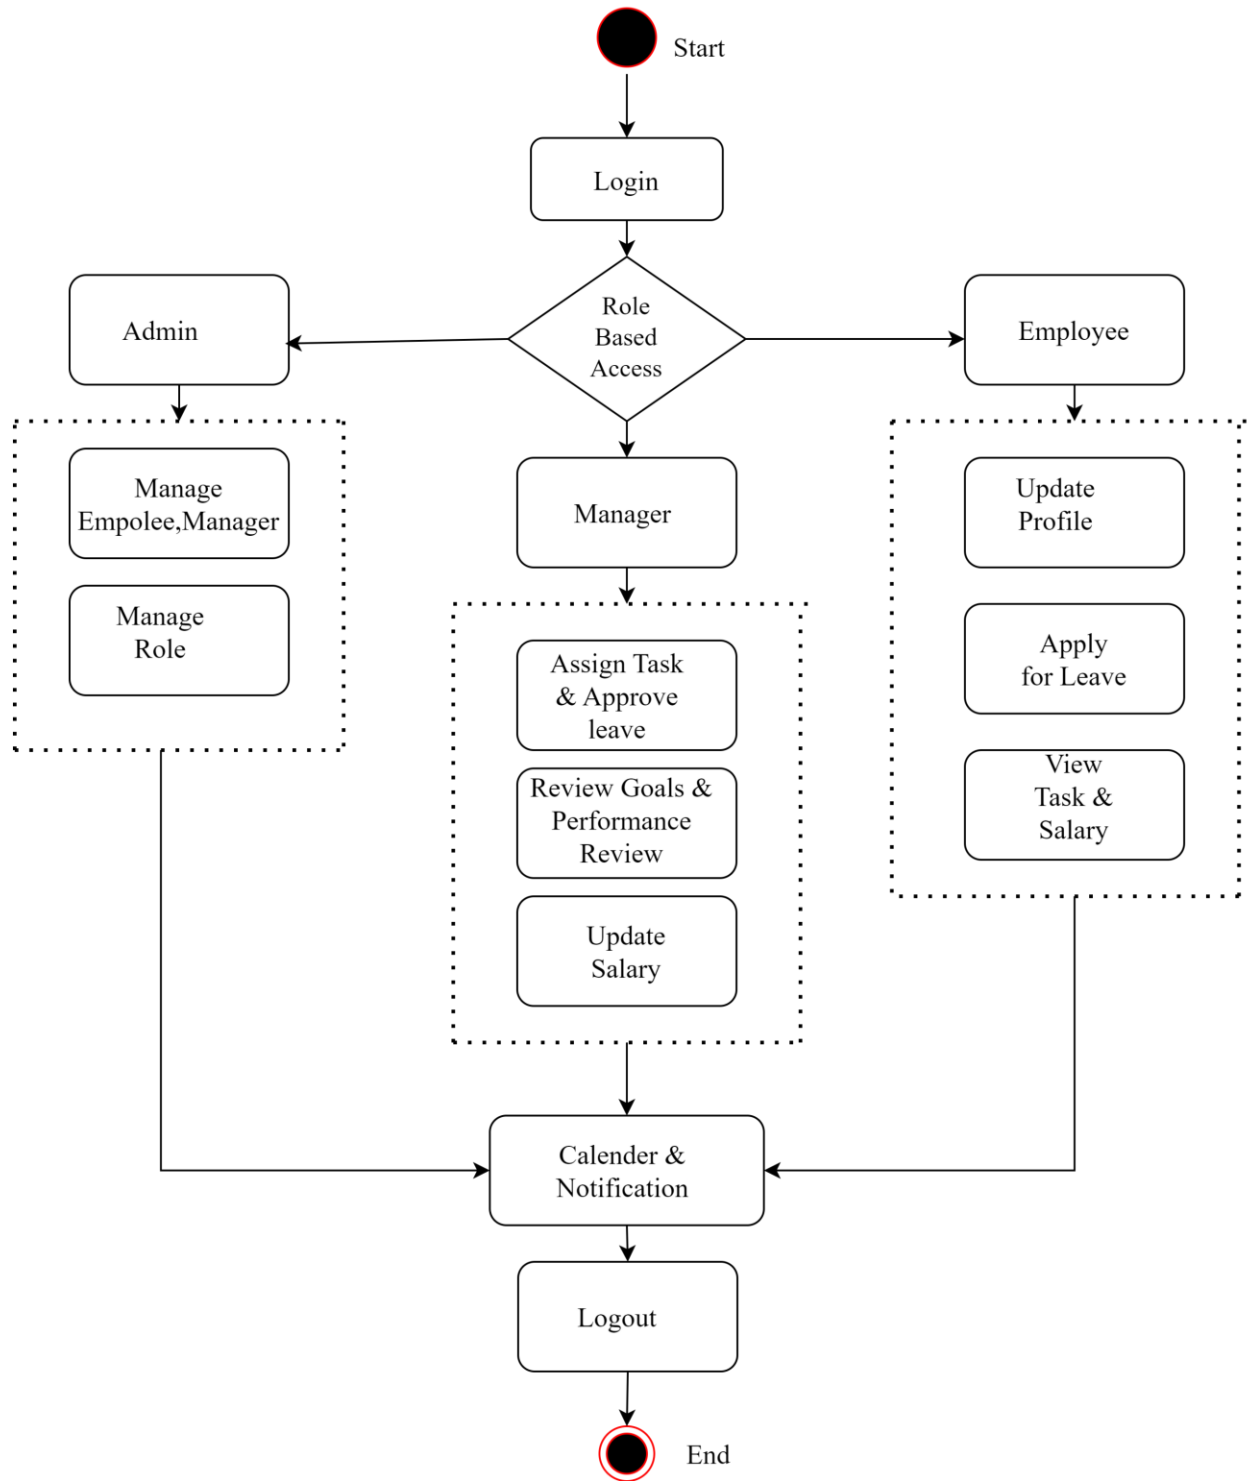 Start
Login
Role
Based
Access
Admin
Employee
Manage
Empolee,Manager
Manage
Role
Manager
Assign Task
& Approve
leave
Review Goals &
Performance
Review
Update
Salary
Update
Profile
Apply
for Leave
View
Task &
Salary
Calender &
Notification
Logout
End